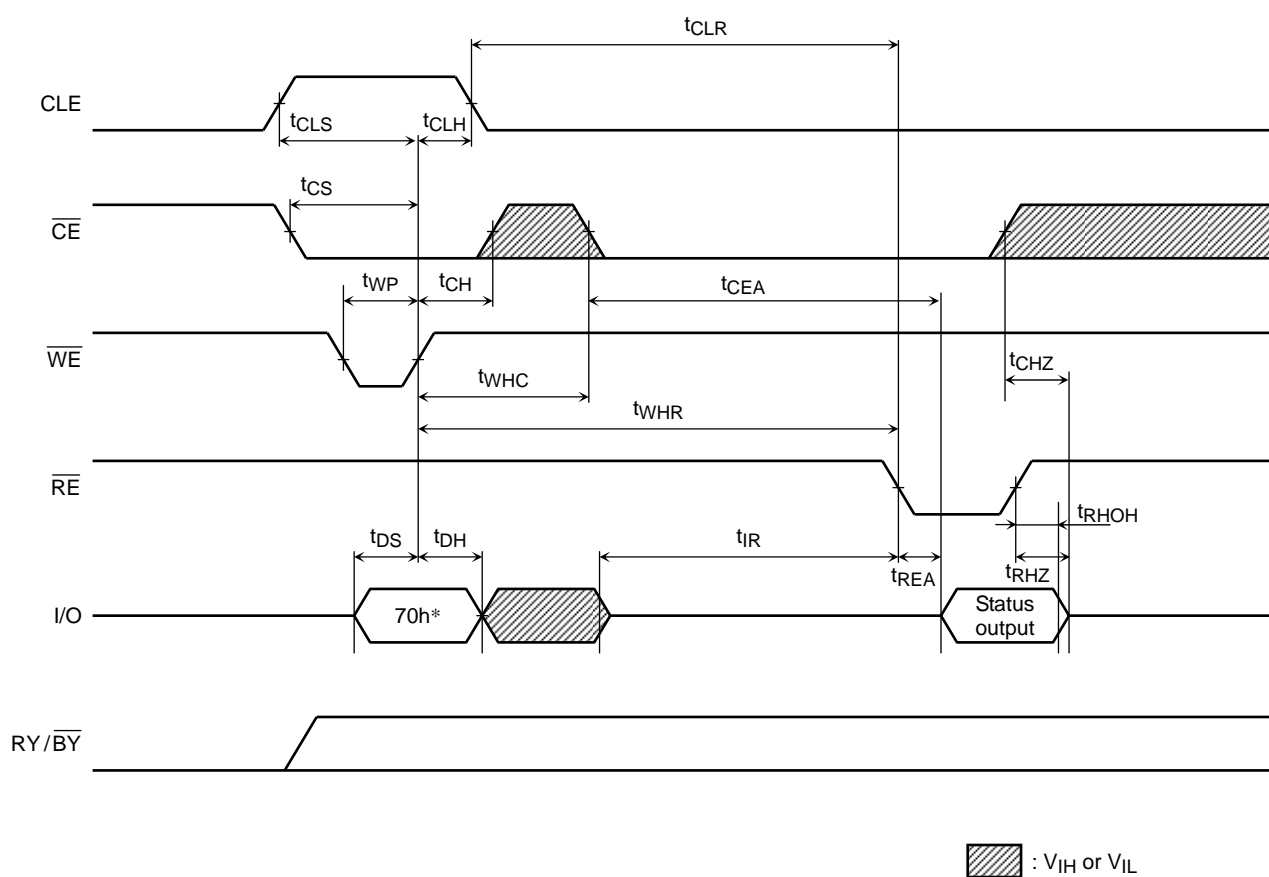 tCLR
CLE
tCLS
tCLH
tCS
CE
tWP
tCH
tCEA
WE
tCHZ
tWHC
tWHR
RE
tRHOH
tDS
tDH
tIR
tREA
tRHZ
I/O
70h*
Status
output
RY/BY
: VIH or VIL